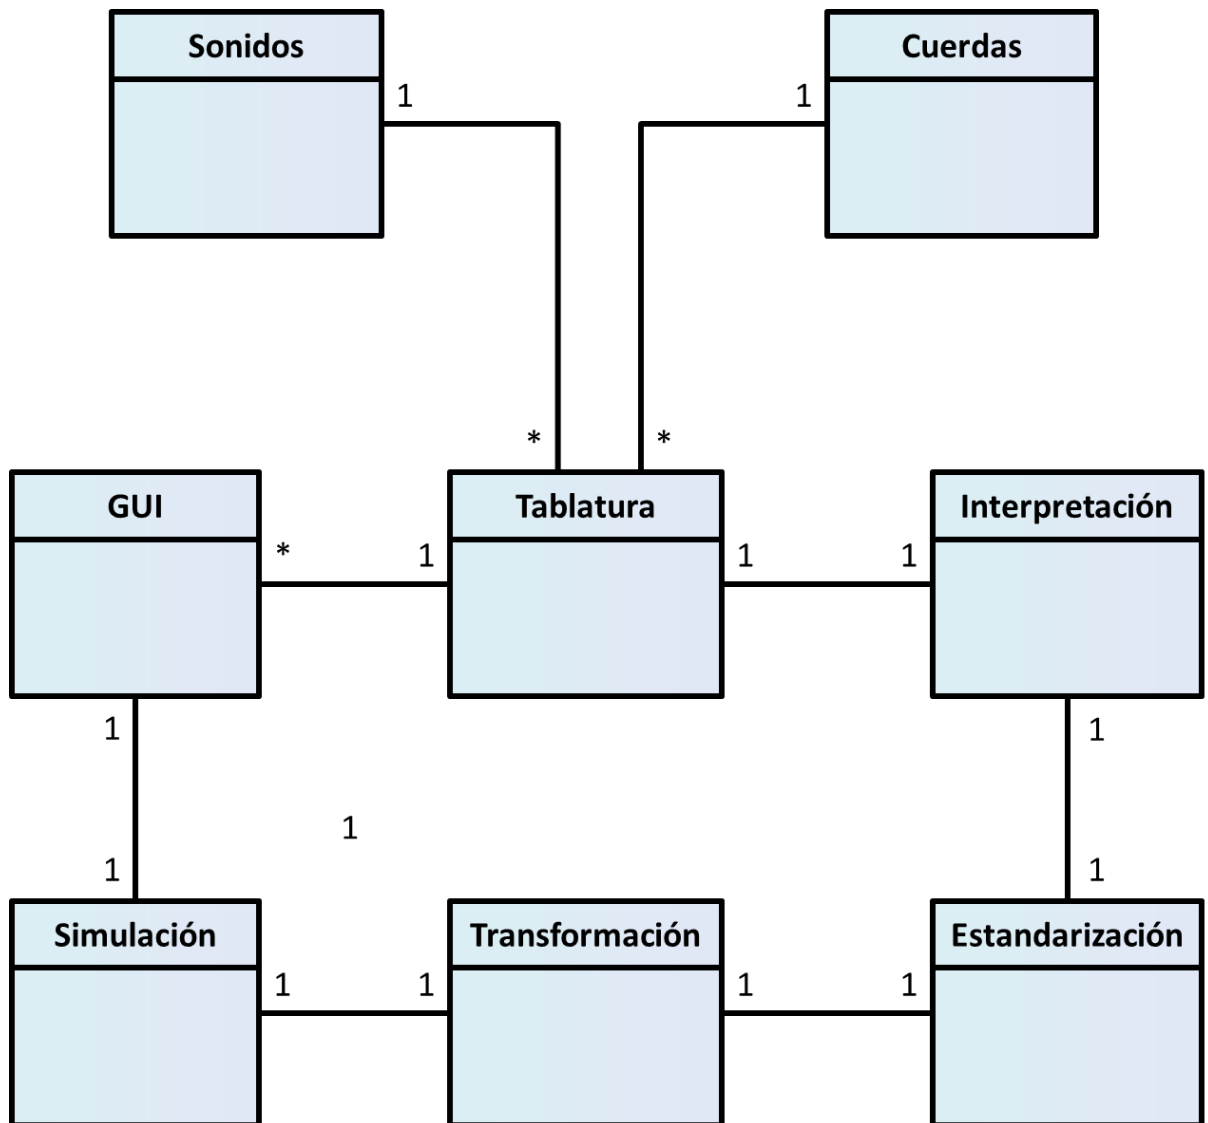 Sonidos
Cuerdas
1
1
*
*
GUI
Tablatura
Interpretación
*
1
1
1
1
1
1
1
1
Simulación
Transformación
Estandarización
1
1
1
1